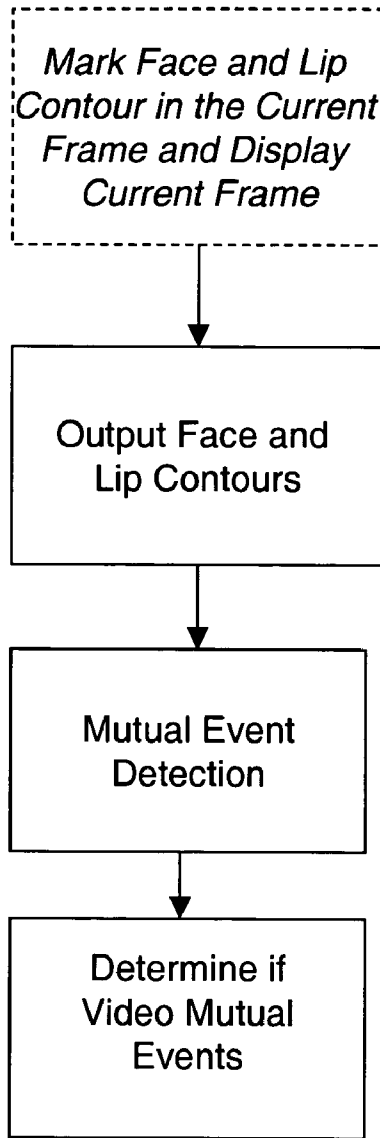 Mark Face and Lip
Contour in the Current
Frame and Display
Current Frame
Output Face and
Lip Contours
Mutual Event
Detection
Determine if
Video Mutual
Events